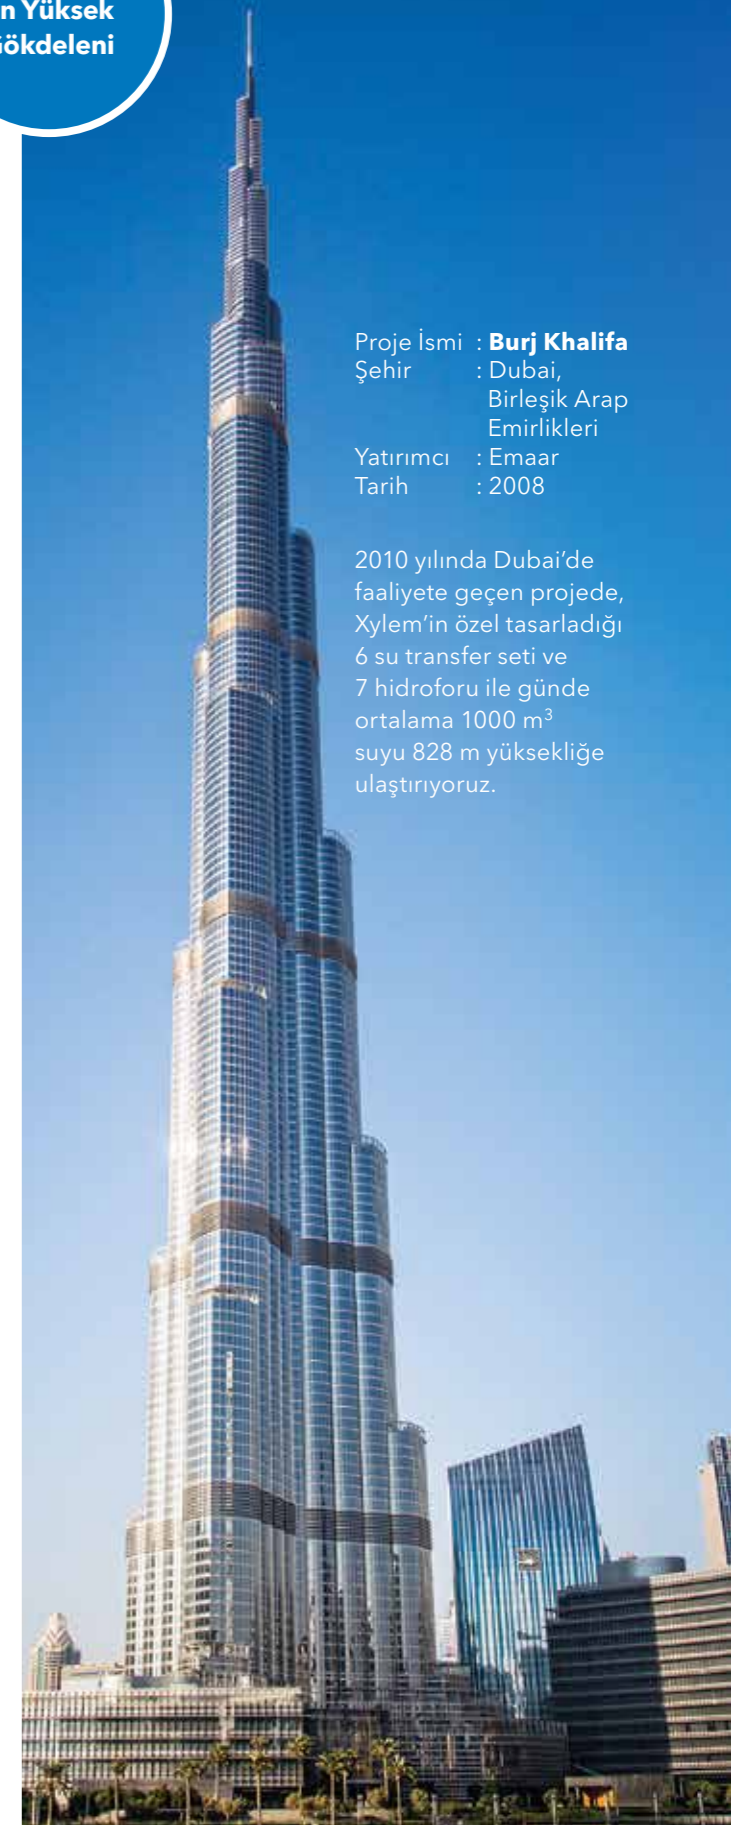 Yüksek
Proje İsmi : Burj Khalifa
Şehir : Dubai,
Birleşik Arap
Emirlikleri
Yatırımcı : Emaar
Tarih : 2008
2010 yılında Dubai’de
faaliyete geçen projede,
Xylem’in özel tasarladığı
6 su transfer seti ve
7 hidroforu ile günde
ortalama 1000 m³
suyu 828 m yüksekliğe
ulaştırıyoruz.